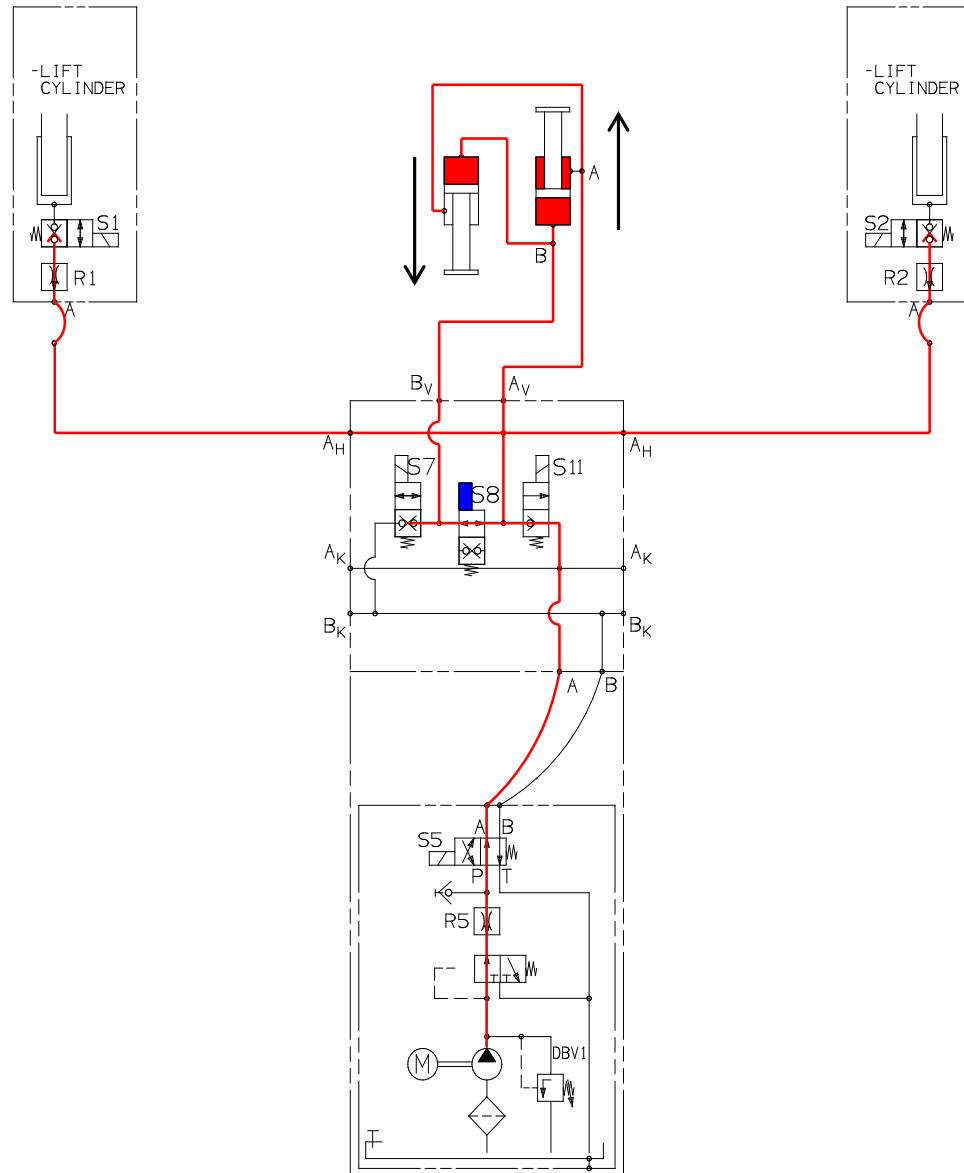 -LIFT
CYLINDER
-LIFT
CYLINDER
A
B
S1
S2
R1
R2
A
A
BV
AV
AH
AH
S7
S8
S11
AK
AK
BK
BK
A
B
A
B
S5
P
T
R5
DBV1
M
T